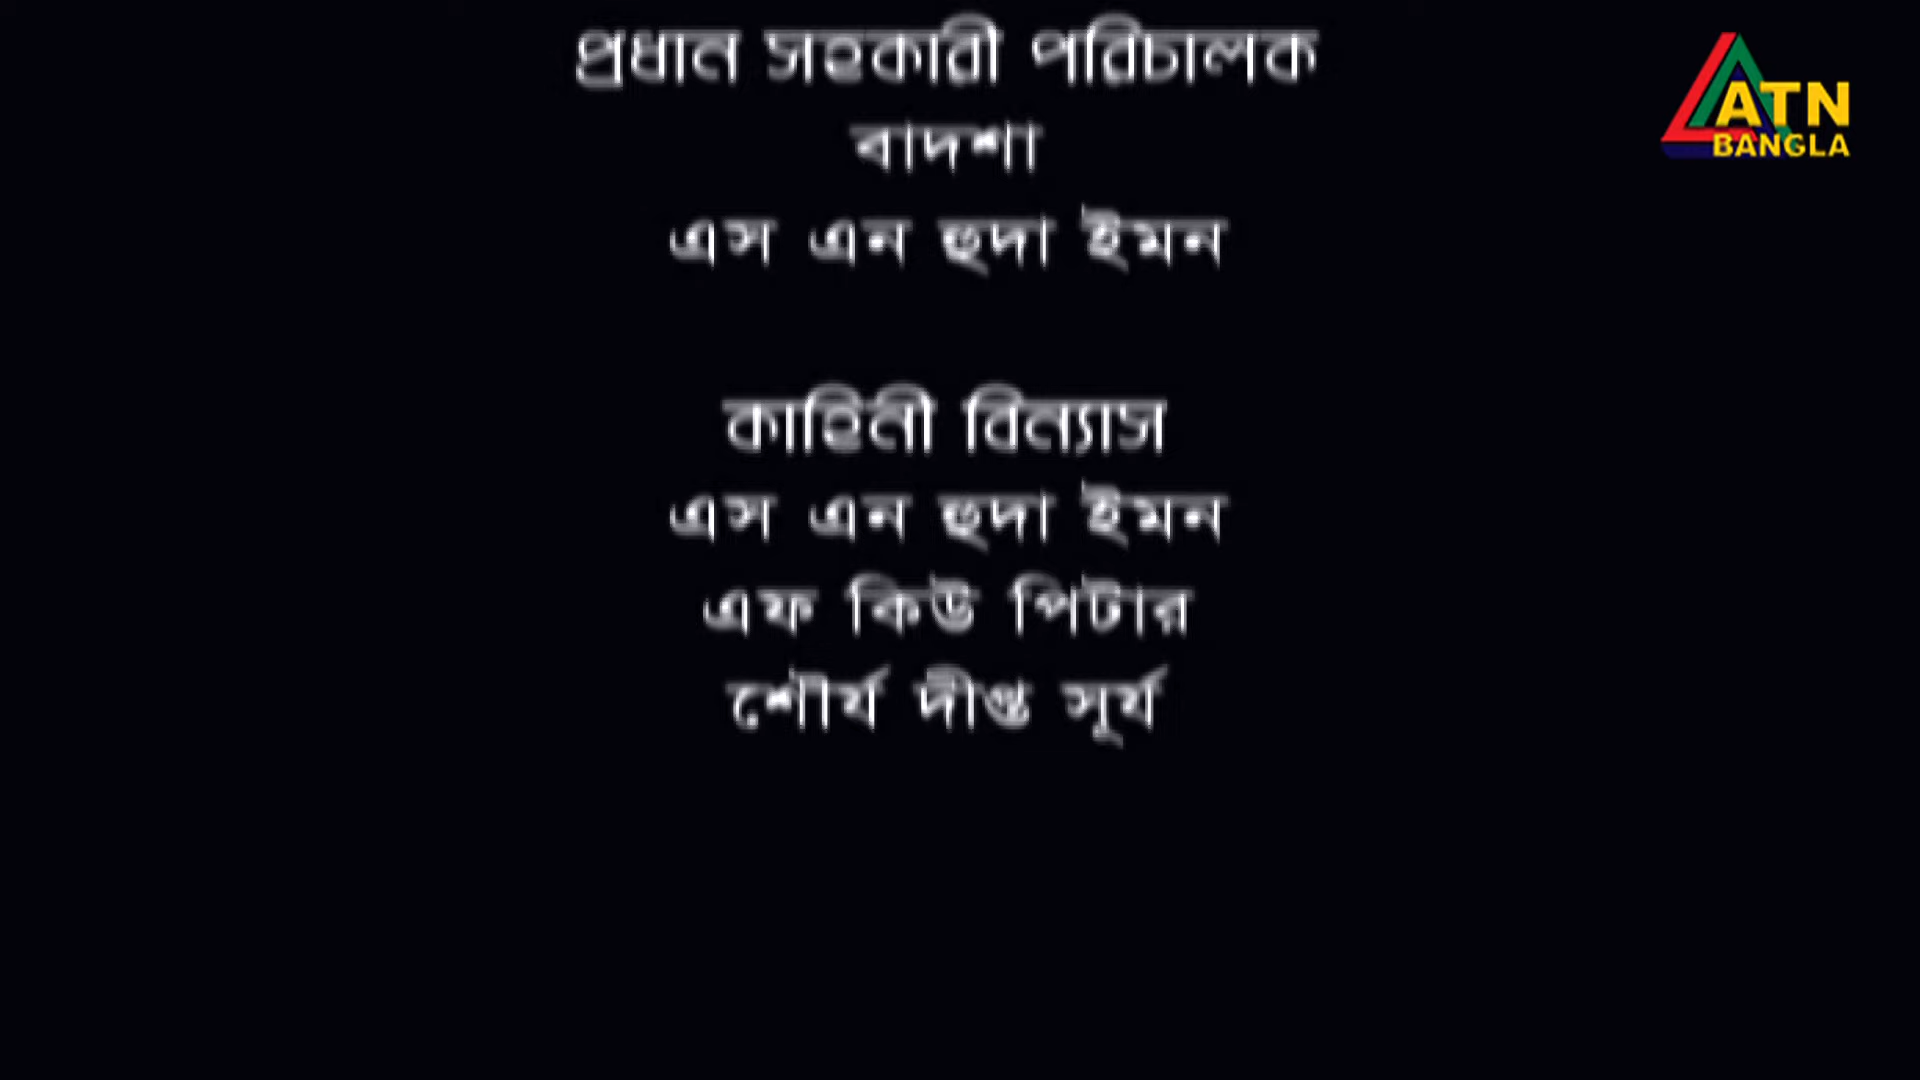 প্রধান সহকারী পরিচালক
বাদশা
এস এন হুদা ইমন
কাহিনী বিন্যাস
এস এন হুদা ইমন
এফ কিউ পিটার
শৌর্য দীপ্ত সূর্য
ATN
BANGLA